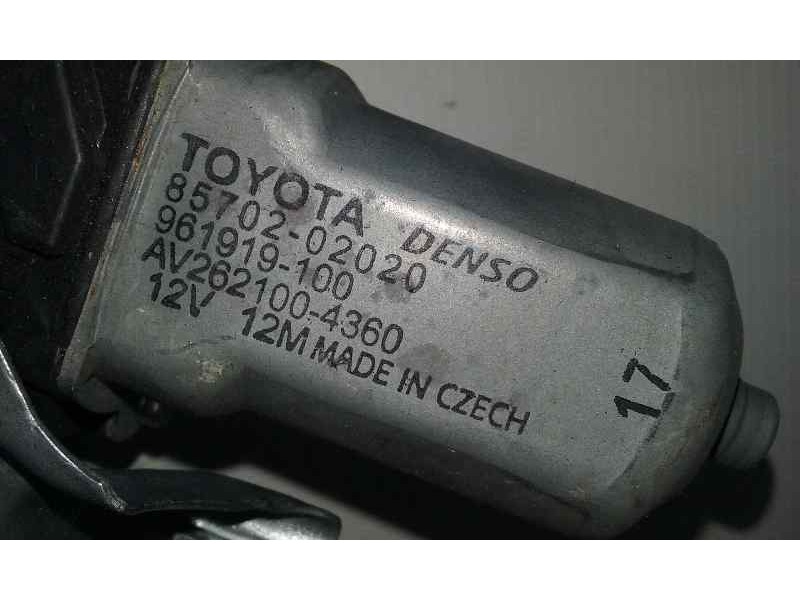 TOYOTA DENSO
85702-02020
961919-100
AV262100-4360
12V 12M MADE IN CZECH
17